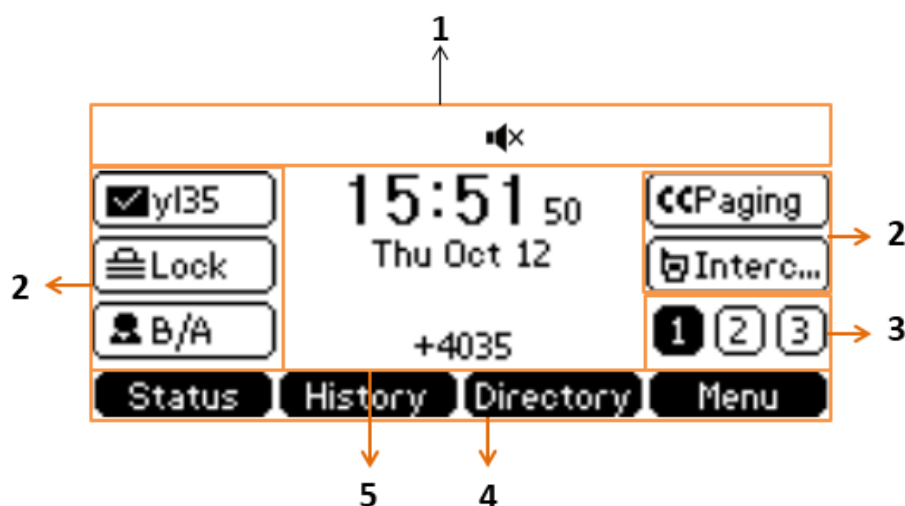 1
15:51 50
Thu Oct 12
+4035
yl35
Lock
B/A
2
Paging
Interc...
2
1 2 3
3
Status History Directory Menu
5 4